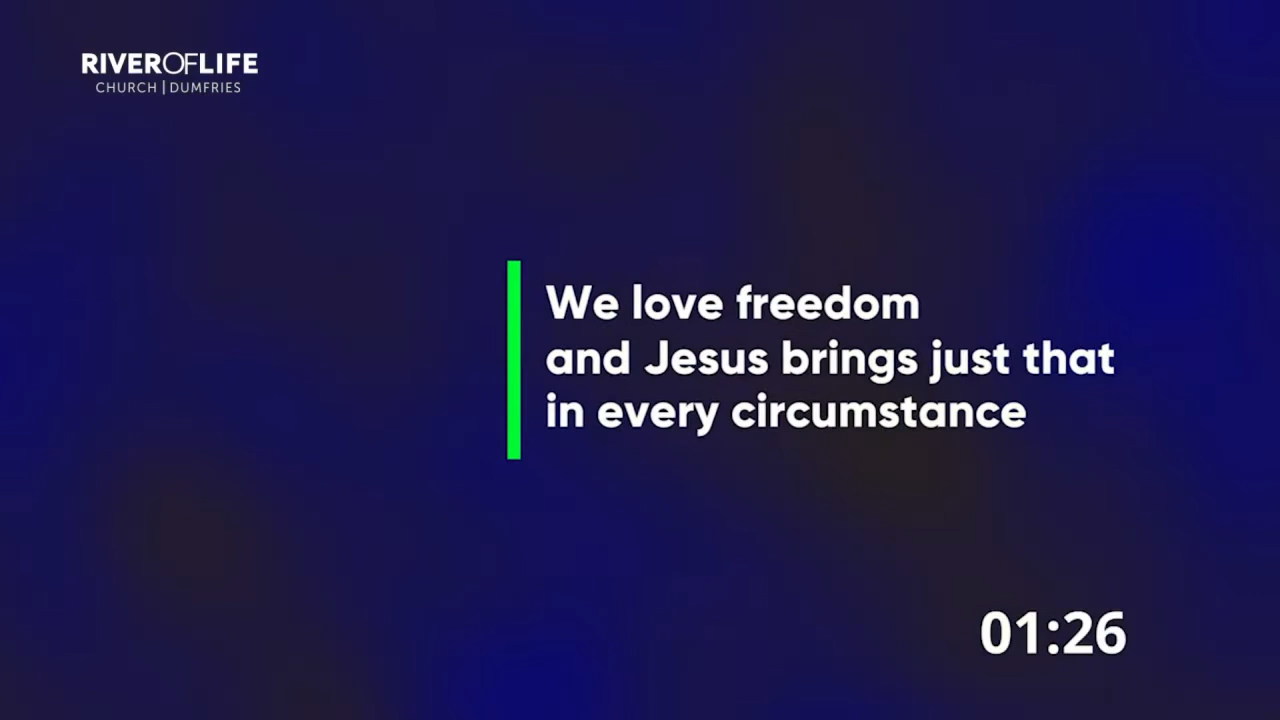 RIVEROFLIFE
CHURCH | DUMFRIES
We love freedom
and Jesus brings just that
in every circumstance
01:26